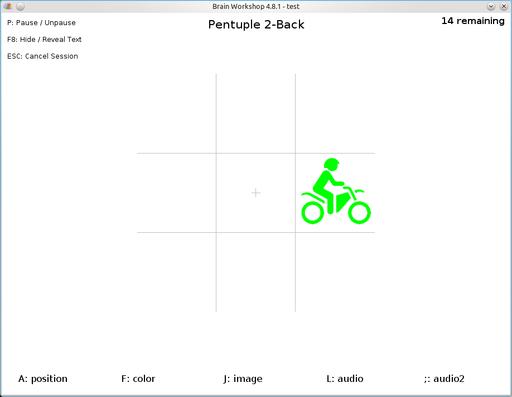 Brain Workshop 4.8.1 - test
P: Pause / Unpause
Pentuple 2-Back
14 remaining
F8: Hide / Reveal Text
ESC: Cancel Session
A: position
F: color
J: image
L: audio
;: audio2